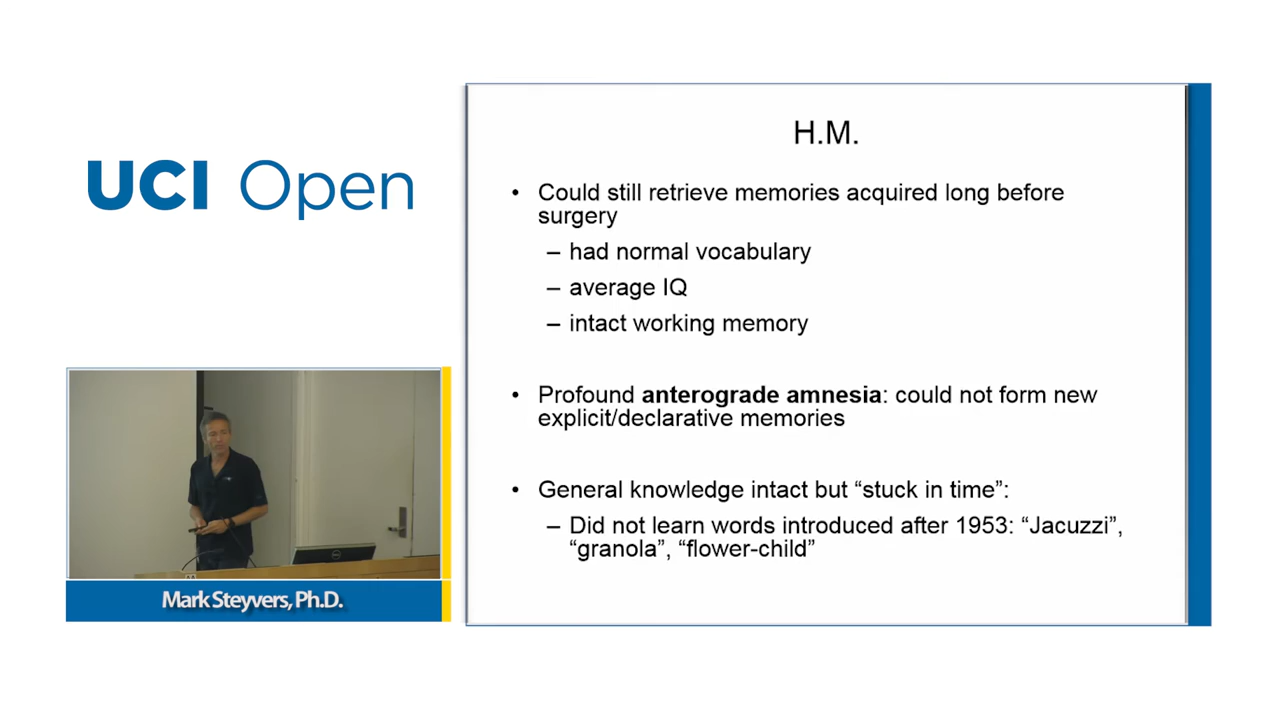 UCI Open
H.M.
• Could still retrieve memories acquired long before
surgery
– had normal vocabulary
– average IQ
– intact working memory
• Profound anterograde amnesia: could not form new
explicit/declarative memories
• General knowledge intact but “stuck in time”:
– Did not learn words introduced after 1953: “Jacuzzi”,
“granola”, “flower-child”
Mark Steyvers, Ph.D.